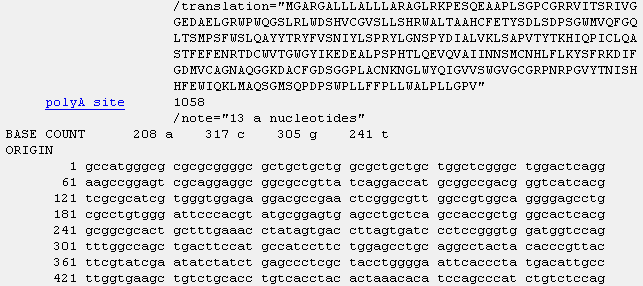 /translation="MGARGALLLALLLARAGLRKPESQEAAPLSGPCGRRVITSRIVG
GEDAELGRWPWQGSLRLWDSHVCGVSLLSHRWALTAAHCFETYSDLSDPSGWMVQFGQ
LTSMPSFWSLQAYYTRYFVSNIYLSPRYLGNSPYDIALVKLSAPVTYTKHIQPICLQA
STFEFENRTDCWVTGWGYIKEDEALPSPHTLQEVQVAIINNSMCNHLFLKYSFRKDIF
GDMVCAGNAQGGKDACFGDSGGPLACNKNGLWYQIGVVSWGVGCGRPNRPGVYTNISH
HFEWIQKLMAQSGMSQPDPSWPLLFFPLLWALPLLGPV"
polyA site 1058
/note="13 a nucleotides"
BASE COUNT 208 a 317 c 305 g 241 t
ORIGIN
1 gccatgggcg cgcgcggggc gctgctgctg gcgctgctgc tggctcgggc tggactcagg
61 aagccggagt cgcaggaggc ggcgccgtta tcaggaccat gcggccgacg ggtcatcacg
121 tcgcgcatcg tgggtggaga ggacgccgaa ctcgggcgtt ggccgtggca ggggagcctg
181 cgcctgtggg attcccacgt atgcggagtg agcctgctca gccaccgctg ggcactcacg
241 gcggcgcact gctttgaaac ctatagtgac cttagtgatc cctccgggtg gatggtccag
301 tttggccagc tgacttccat gccatccttc tggagcctgc aggcctacta cacccgttac
361 ttcgtatcga atatctatct gagccctcgc tacctgggga attcacccta tgacattgcc
421 ttggtgaagc tgtctgcacc tgtcacctac actaaacaca tccagcccat ctgtctccag